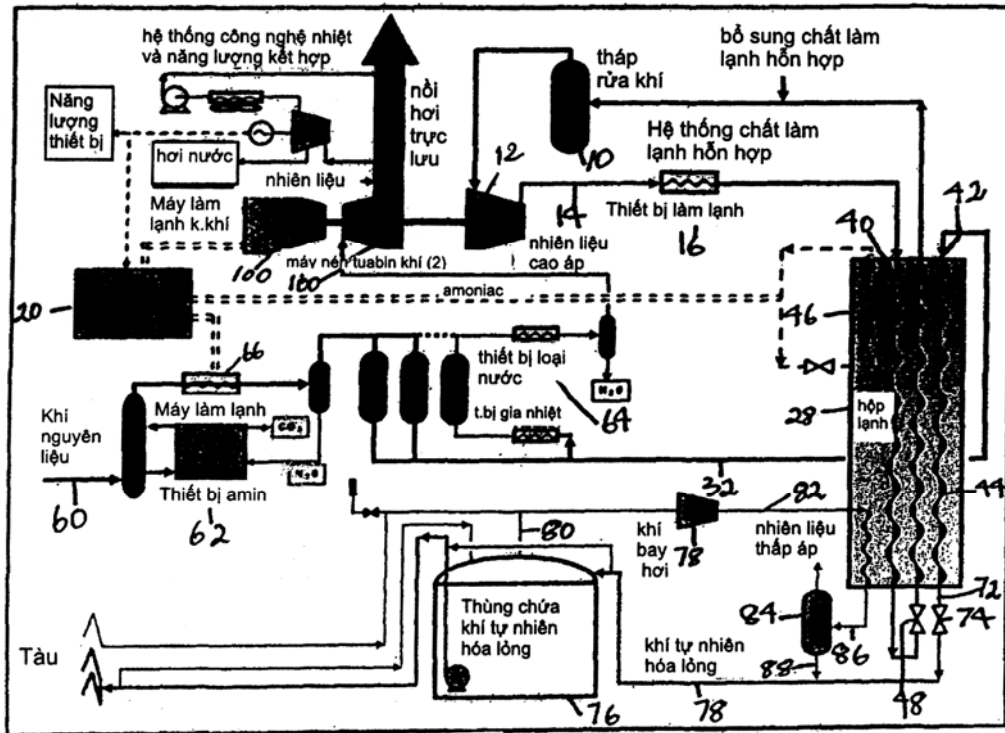 hệ thống công nghệ nhiệt
và năng lượng kết hợp
Năng
lượng
thiết bị
hơi nước
nhiên liệu
nồi
hơi
trực
lưu
tháp
rửa khí
10
bổ sung chất làm
lạnh hỗn hợp
Hệ thống chất làm
lạnh hỗn hợp
12
14
Thiết bị làm lạnh
16
nhiên liệu
cao áp
Máy làm
lạnh k.khí
100
máy nén tuabin khí (2)
100
amoniac
20
40
42
46
28
hộp
lạnh
44
66
Máy làm lạnh
Khí
nguyên
liệu
60
CO2
H2O
Thiết bị amin
62
thiết bị loại
nước
64
H2O
t.bị gia nhiệt
32
80
khí
bay
hơi
78
82
nhiên liệu
thấp áp
84
86
88
72
74
48
Tàu
Thùng chứa
khí tự nhiên
hóa lỏng
76
khí tự nhiên
hóa lỏng
78